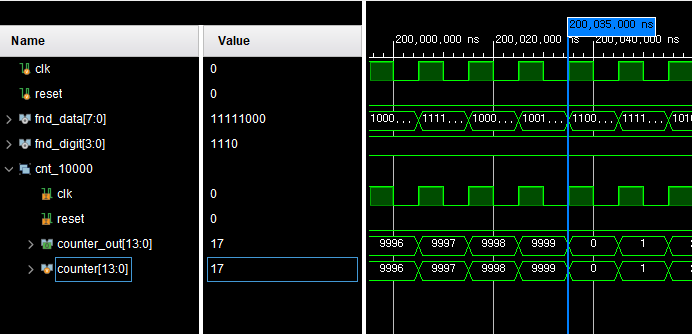 200,035,000 ns
Name Value 200,000,000 ns 200,020,000 ns 200,040,000 ns
clk 0
reset 0
fnd_data[7:0] 11111000 1000... 1111... 1000... 1001... 1100... 1111... 1010
fnd_digit[3:0] 1110
cnt_10000
clk 0
reset 0
counter_out[13:0] 17 9996 9997 9998 9999 0 1
counter[13:0] 17 9996 9997 9998 9999 0 1